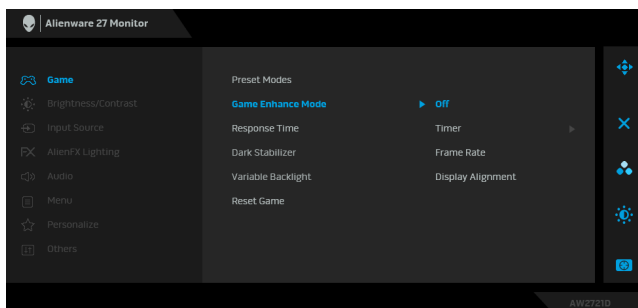 Alienware 27 Monitor
Game
Brightness/Contrast
Input Source
AlienFX Lighting
Audio
Menu
Personalize
Others
Preset Modes
Game Enhance Mode
Off
Response Time
Timer
Dark Stabilizer
Frame Rate
Variable Backlight
Display Alignment
Reset Game
AW2721D